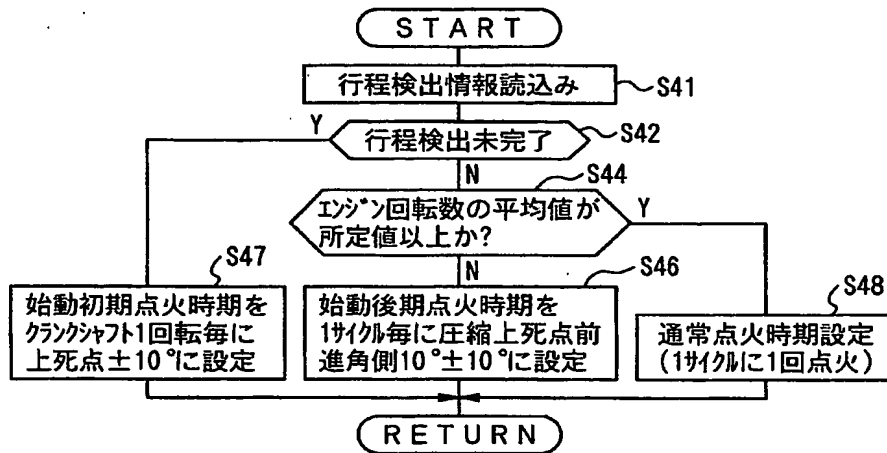 START
行程検出情報読込み
S41
Y
行程検出未完了
S42
N
S44
エンジン回転数の平均値が
所定値以上か?
Y
S47
N
S46
S48
始動初期点火時期を
クランクシャフト1回転毎に
上死点±10°に設定
始動後期点火時期を
1サイクル毎に圧縮上死点前
進角側10°±10°に設定
通常点火時期設定
(1サイクルに1回点火)
RETURN